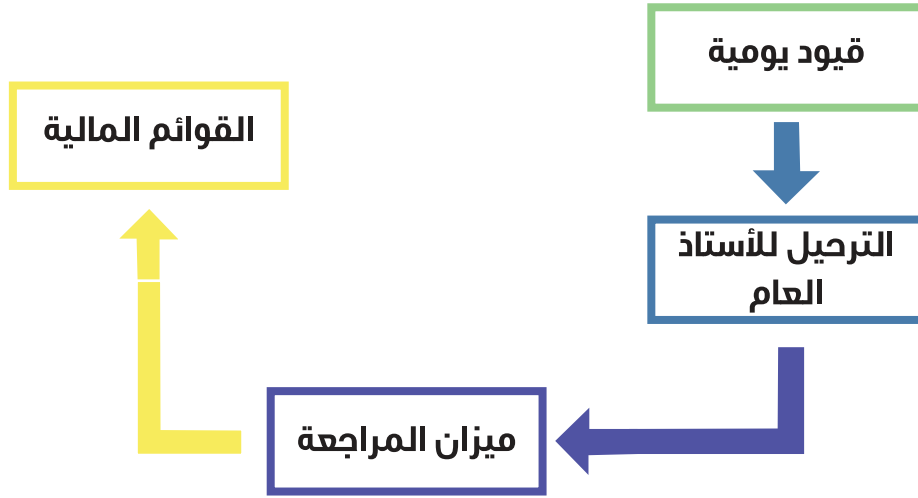 قيود يومية
الترحيل للأستاذ
العام
ميزان المراجعة
القوائم المالية